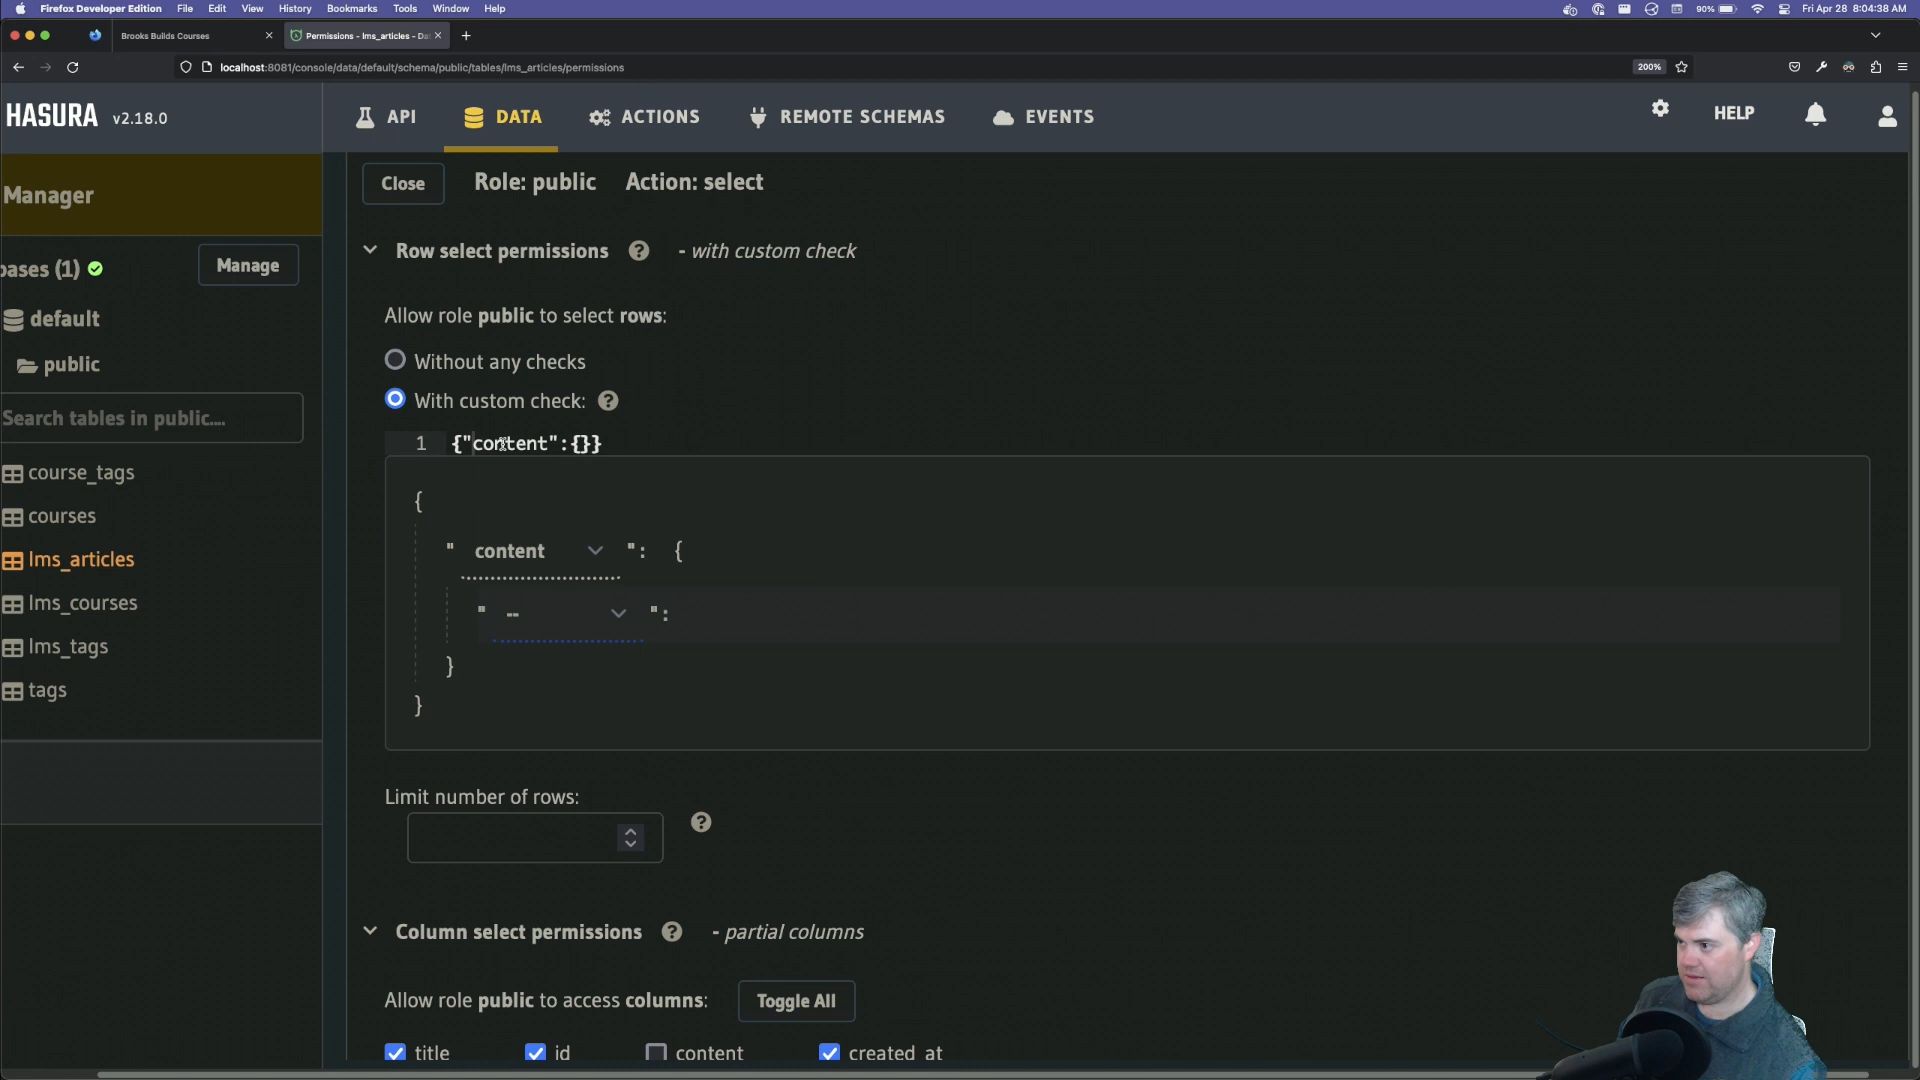 Firefox Developer Edition File Edit View History Bookmarks Tools Window Help 90% Fri Apr 28 8:04:38 AM
Brooks Builds Courses Permissions - lms_articles - Da
localhost:8081/console/data/default/schema/public/tables/lms_articles/permissions 200%
HASURA v2.18.0 API DATA ACTIONS REMOTE SCHEMAS EVENTS HELP
Manager
Close Role: public Action: select
Row select permissions ? - with custom check
bases (1) Manage
default
public
Search tables in public....
course_tags
courses
lms_articles
lms_courses
lms_tags
tags
Allow role public to select rows:
Without any checks
With custom check: ?
1 {"content":{}}
{
" content ": {
" -- ":
}
}
Limit number of rows:
?
Column select permissions ? - partial columns
Allow role public to access columns: Toggle All
title id content created_at